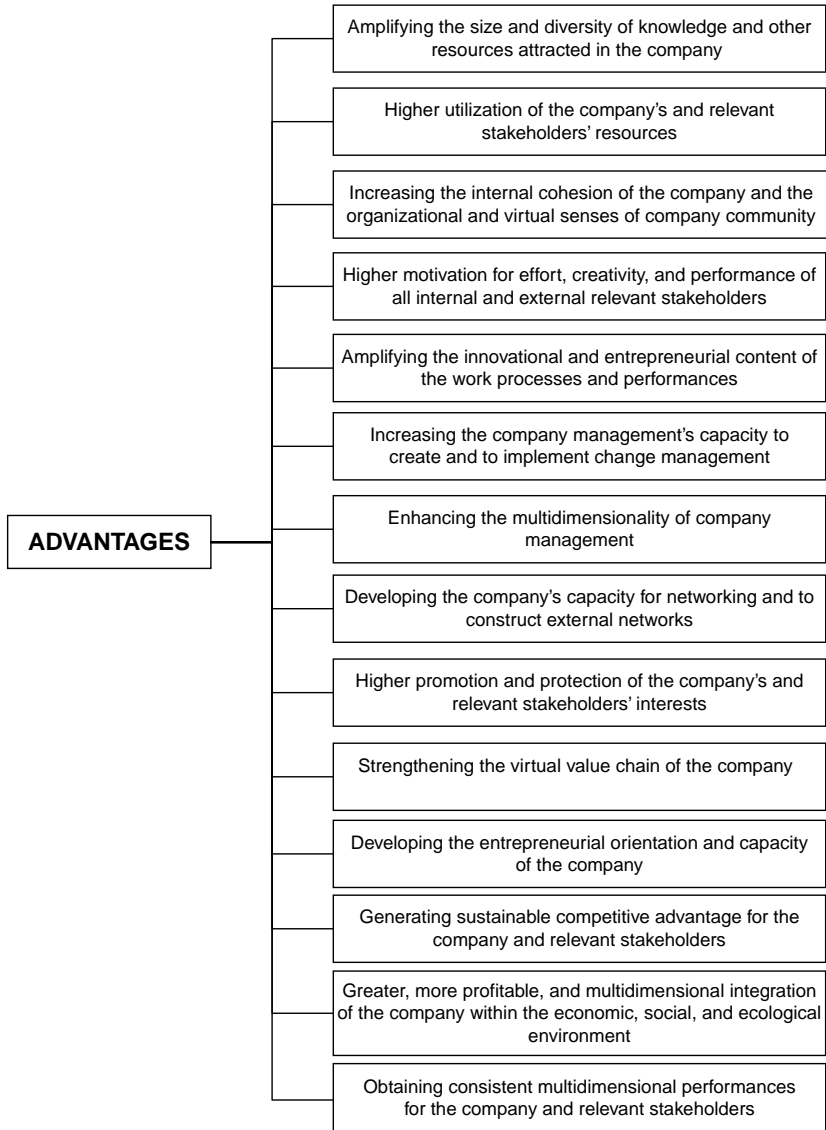 Amplifying the size and diversity of knowledge and other
resources attracted in the company
Higher utilization of the company’s and relevant
stakeholders’ resources
Increasing the internal cohesion of the company and the
organizational and virtual senses of company community
Higher motivation for effort, creativity, and performance of
all internal and external relevant stakeholders
Amplifying the innovational and entrepreneurial content of
the work processes and performances
Increasing the company management’s capacity to
create and to implement change management
ADVANTAGES
Enhancing the multidimensionality of company
management
Developing the company’s capacity for networking and to
construct external networks
Higher promotion and protection of the company’s and
relevant stakeholders’ interests
Strengthening the virtual value chain of the company
Developing the entrepreneurial orientation and capacity
of the company
Generating sustainable competitive advantage for the
company and relevant stakeholders
Greater, more profitable, and multidimensional integration
of the company within the economic, social, and ecological
environment
Obtaining consistent multidimensional performances
for the company and relevant stakeholders